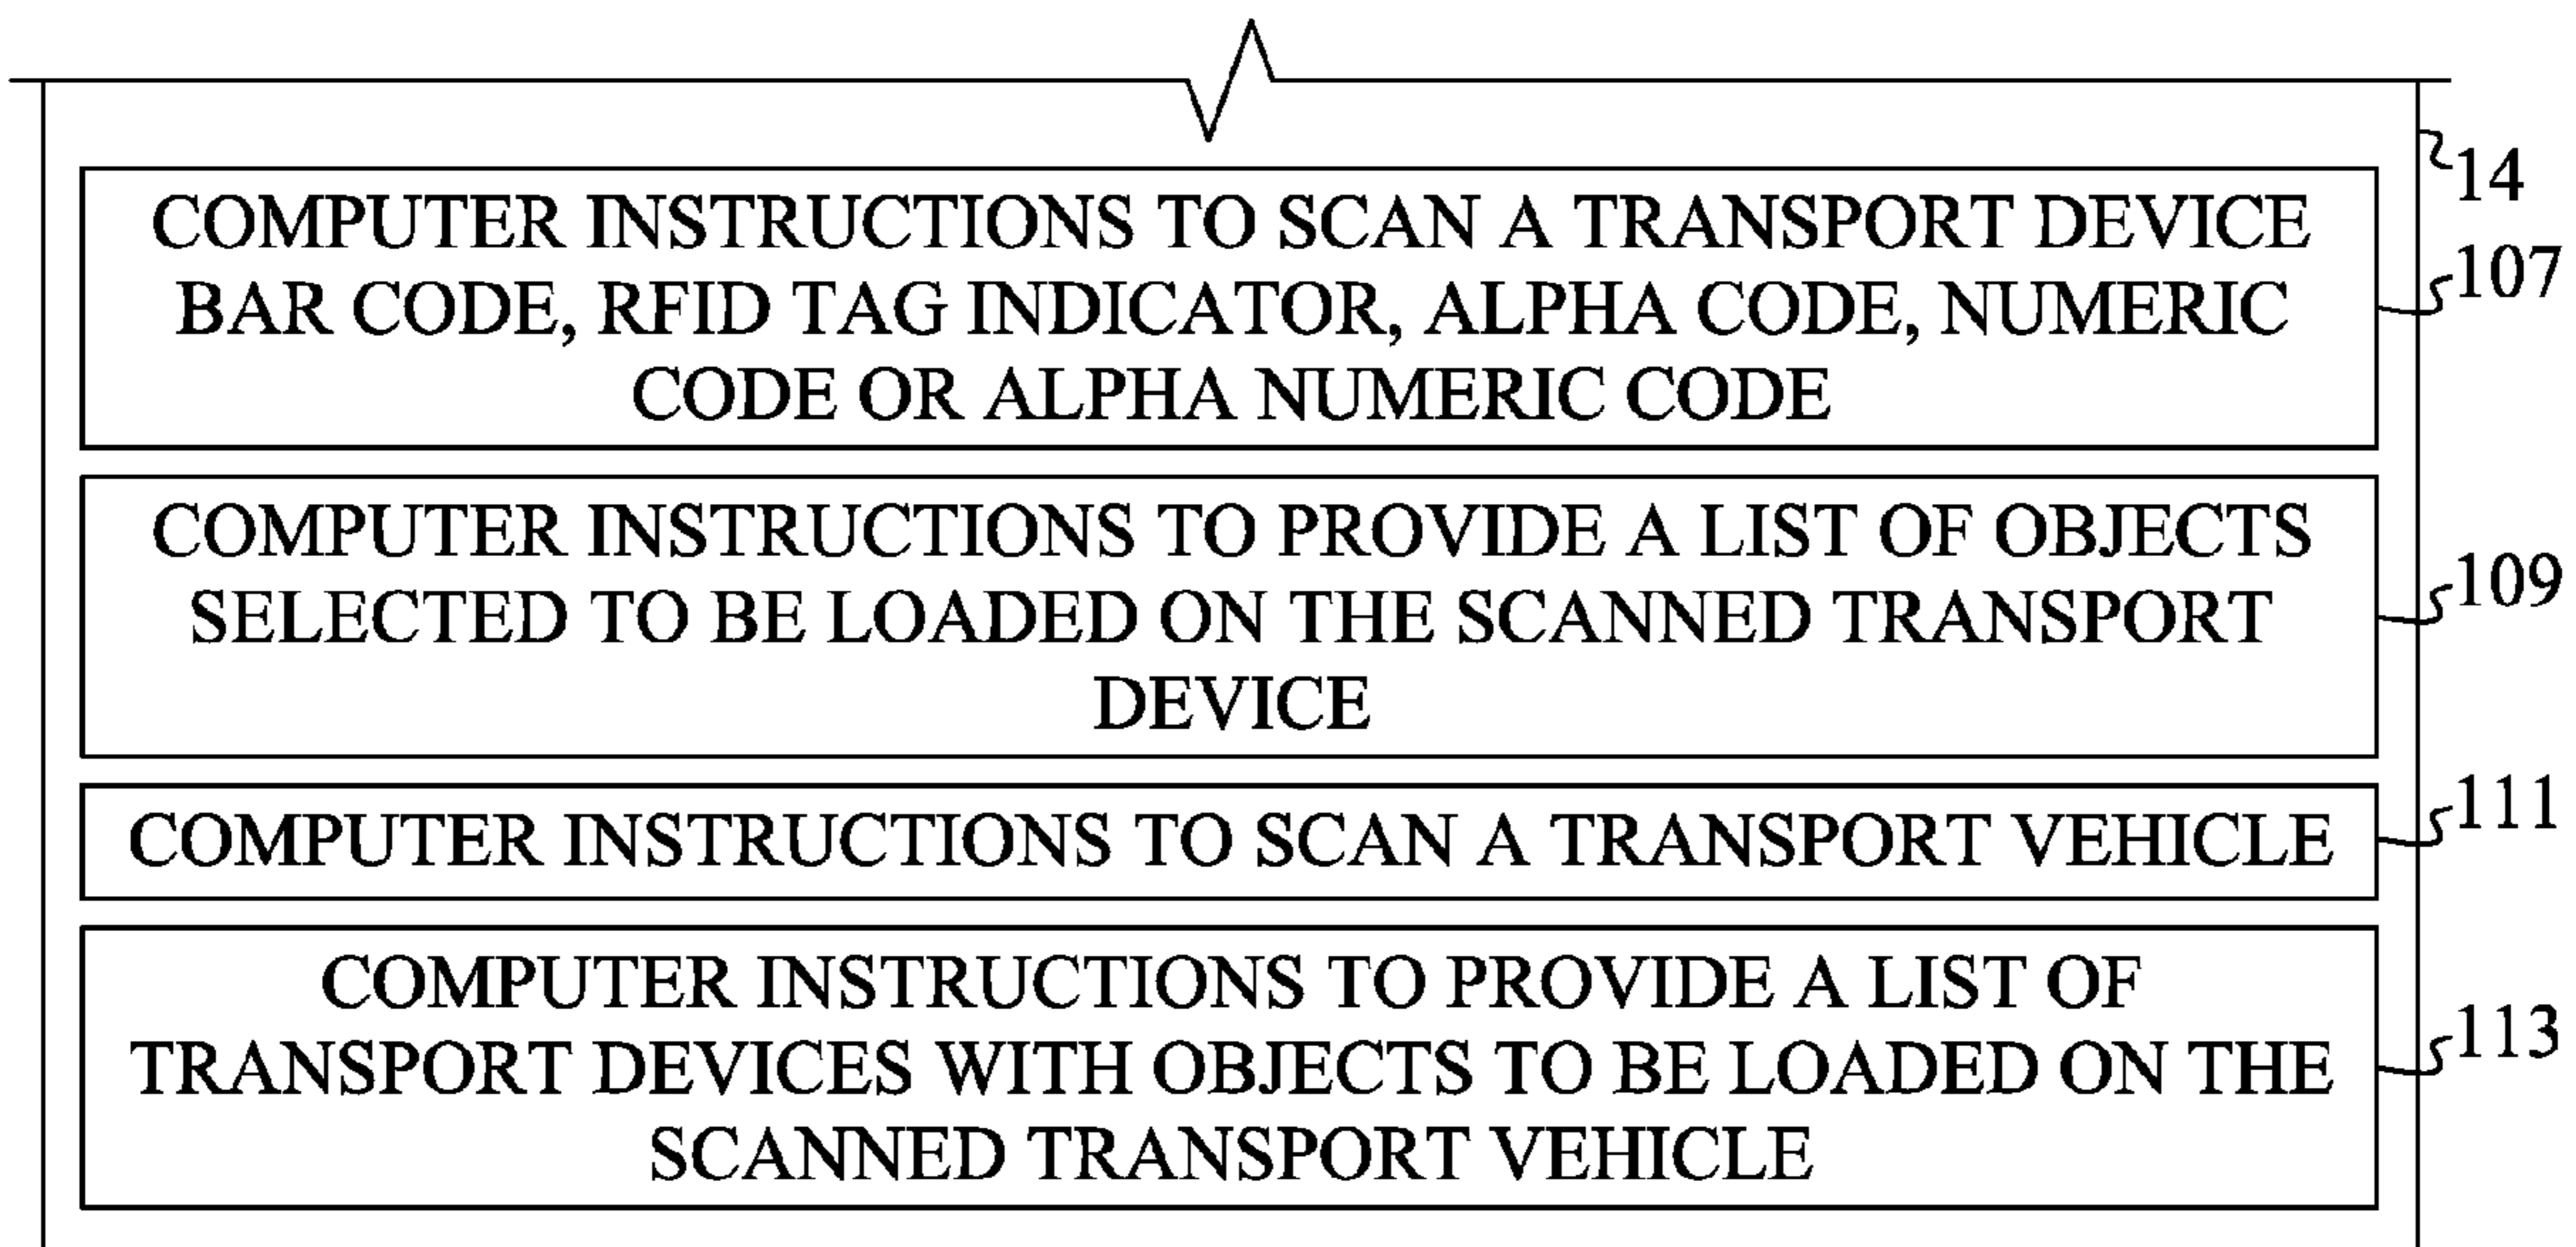 14
COMPUTER INSTRUCTIONS TO SCAN A TRANSPORT DEVICE
BAR CODE, RFID TAG INDICATOR, ALPHA CODE, NUMERIC
CODE OR ALPHA NUMERIC CODE
107
COMPUTER INSTRUCTIONS TO PROVIDE A LIST OF OBJECTS
SELECTED TO BE LOADED ON THE SCANNED TRANSPORT
DEVICE
109
COMPUTER INSTRUCTIONS TO SCAN A TRANSPORT VEHICLE
111
COMPUTER INSTRUCTIONS TO PROVIDE A LIST OF
TRANSPORT DEVICES WITH OBJECTS TO BE LOADED ON THE
SCANNED TRANSPORT VEHICLE
113